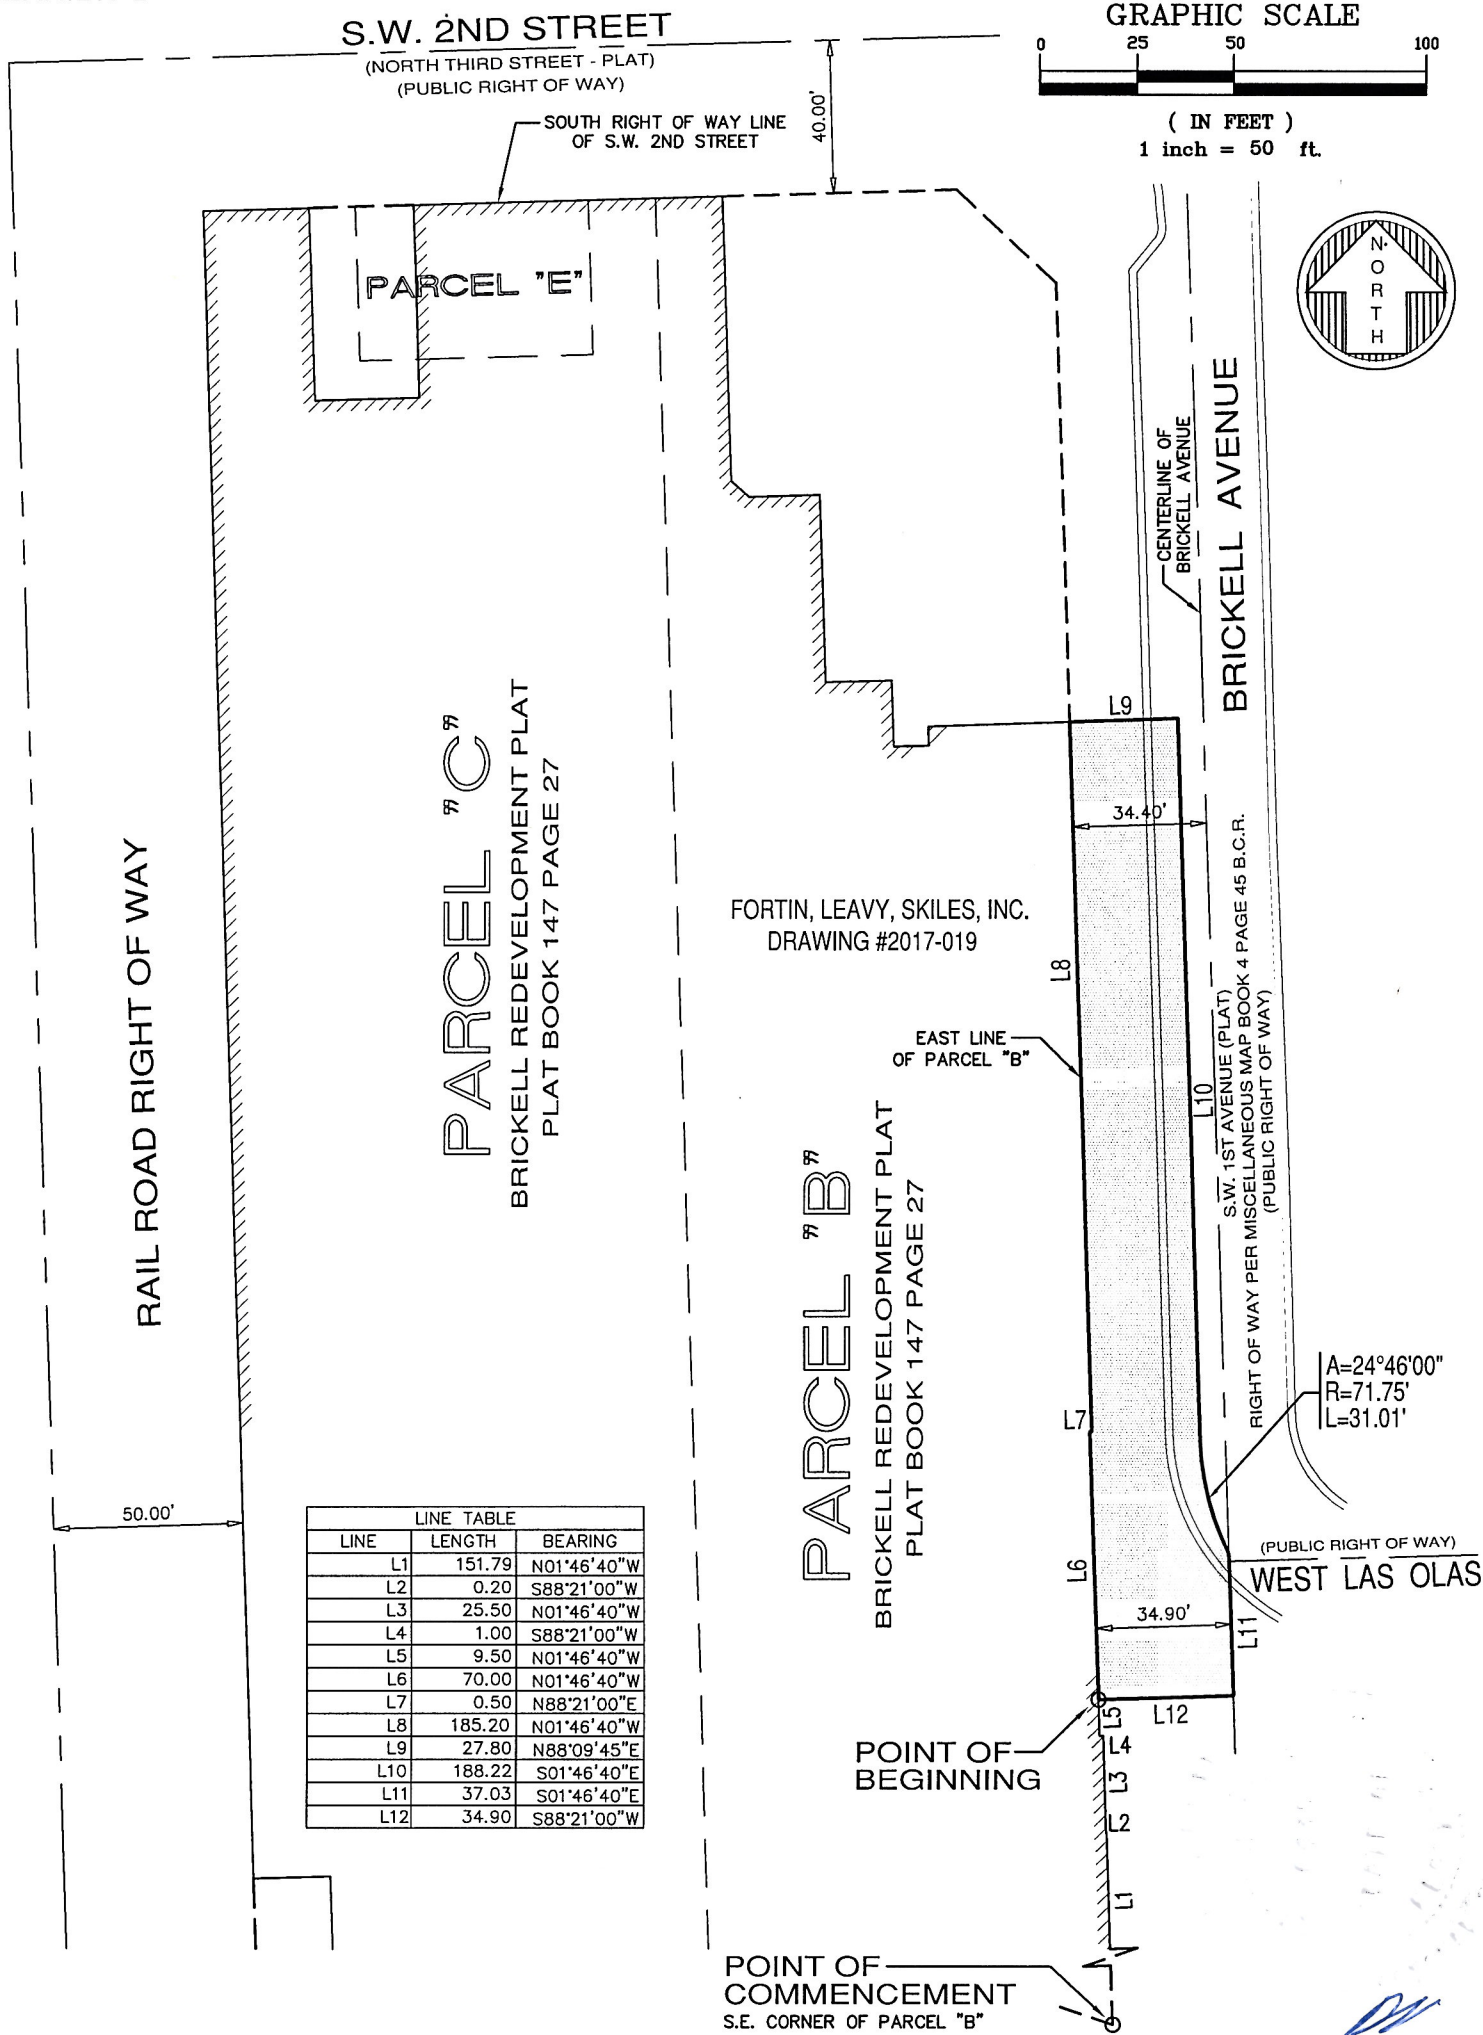 S.W. 2ND STREET
(NORTH THIRD STREET - PLAT)
(PUBLIC RIGHT OF WAY)
SOUTH RIGHT OF WAY LINE
OF S.W. 2ND STREET
40.00'
GRAPHIC SCALE
0 25 50 100
( IN FEET )
1 inch = 50 ft.
NORTH
PARCEL "E"
CENTERLINE OF
BRICKELL AVENUE
BRICKELL AVENUE
L9
34.40'
PARCEL "C"
BRICKELL REDEVELOPMENT PLAT
PLAT BOOK 147 PAGE 27
RAIL ROAD RIGHT OF WAY
FORTIN, LEAVY, SKILES, INC.
DRAWING #2017-019
L8
EAST LINE
OF PARCEL "B"
L10
S.W. 1ST AVENUE (PLAT)
RIGHT OF WAY PER MISCELLANEOUS MAP BOOK 4 PAGE 45 B.C.R.
(PUBLIC RIGHT OF WAY)
PARCEL "B"
BRICKELL REDEVELOPMENT PLAT
PLAT BOOK 147 PAGE 27
A=24°46'00"
R=71.75'
L=31.01'
L7
50.00'
L6
(PUBLIC RIGHT OF WAY)
WEST LAS OLAS
34.90'
L11
LINE TABLE
LINE LENGTH BEARING
L1 151.79 N01°46'40"W
L2 0.20 S88°21'00"W
L3 25.50 N01°46'40"W
L4 1.00 S88°21'00"W
L5 9.50 N01°46'40"W
L6 70.00 N01°46'40"W
L7 0.50 N88°21'00"E
L8 185.20 N01°46'40"W
L9 27.80 N88°09'45"E
L10 188.22 S01°46'40"E
L11 37.03 S01°46'40"E
L12 34.90 S88°21'00"W
L5
L12
POINT OF
BEGINNING
L4
L3
L2
L1
POINT OF
COMMENCEMENT
S.E. CORNER OF PARCEL "B"